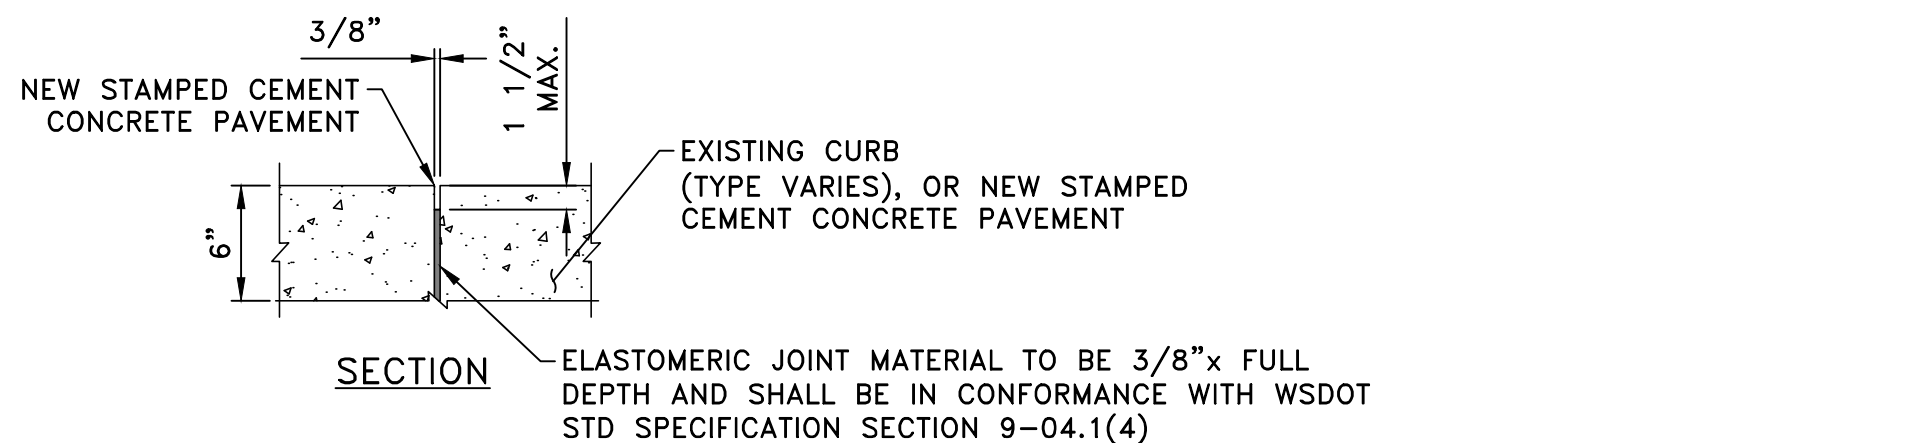 3/8”
1 1/2”
MAX.
NEW STAMPED CEMENT
CONCRETE PAVEMENT
EXISTING CURB
(TYPE VARIES), OR NEW STAMPED
CEMENT CONCRETE PAVEMENT
6”
SECTION
ELASTOMERIC JOINT MATERIAL TO BE 3/8”x FULL
DEPTH AND SHALL BE IN CONFORMANCE WITH WSDOT
STD SPECIFICATION SECTION 9-04.1(4)